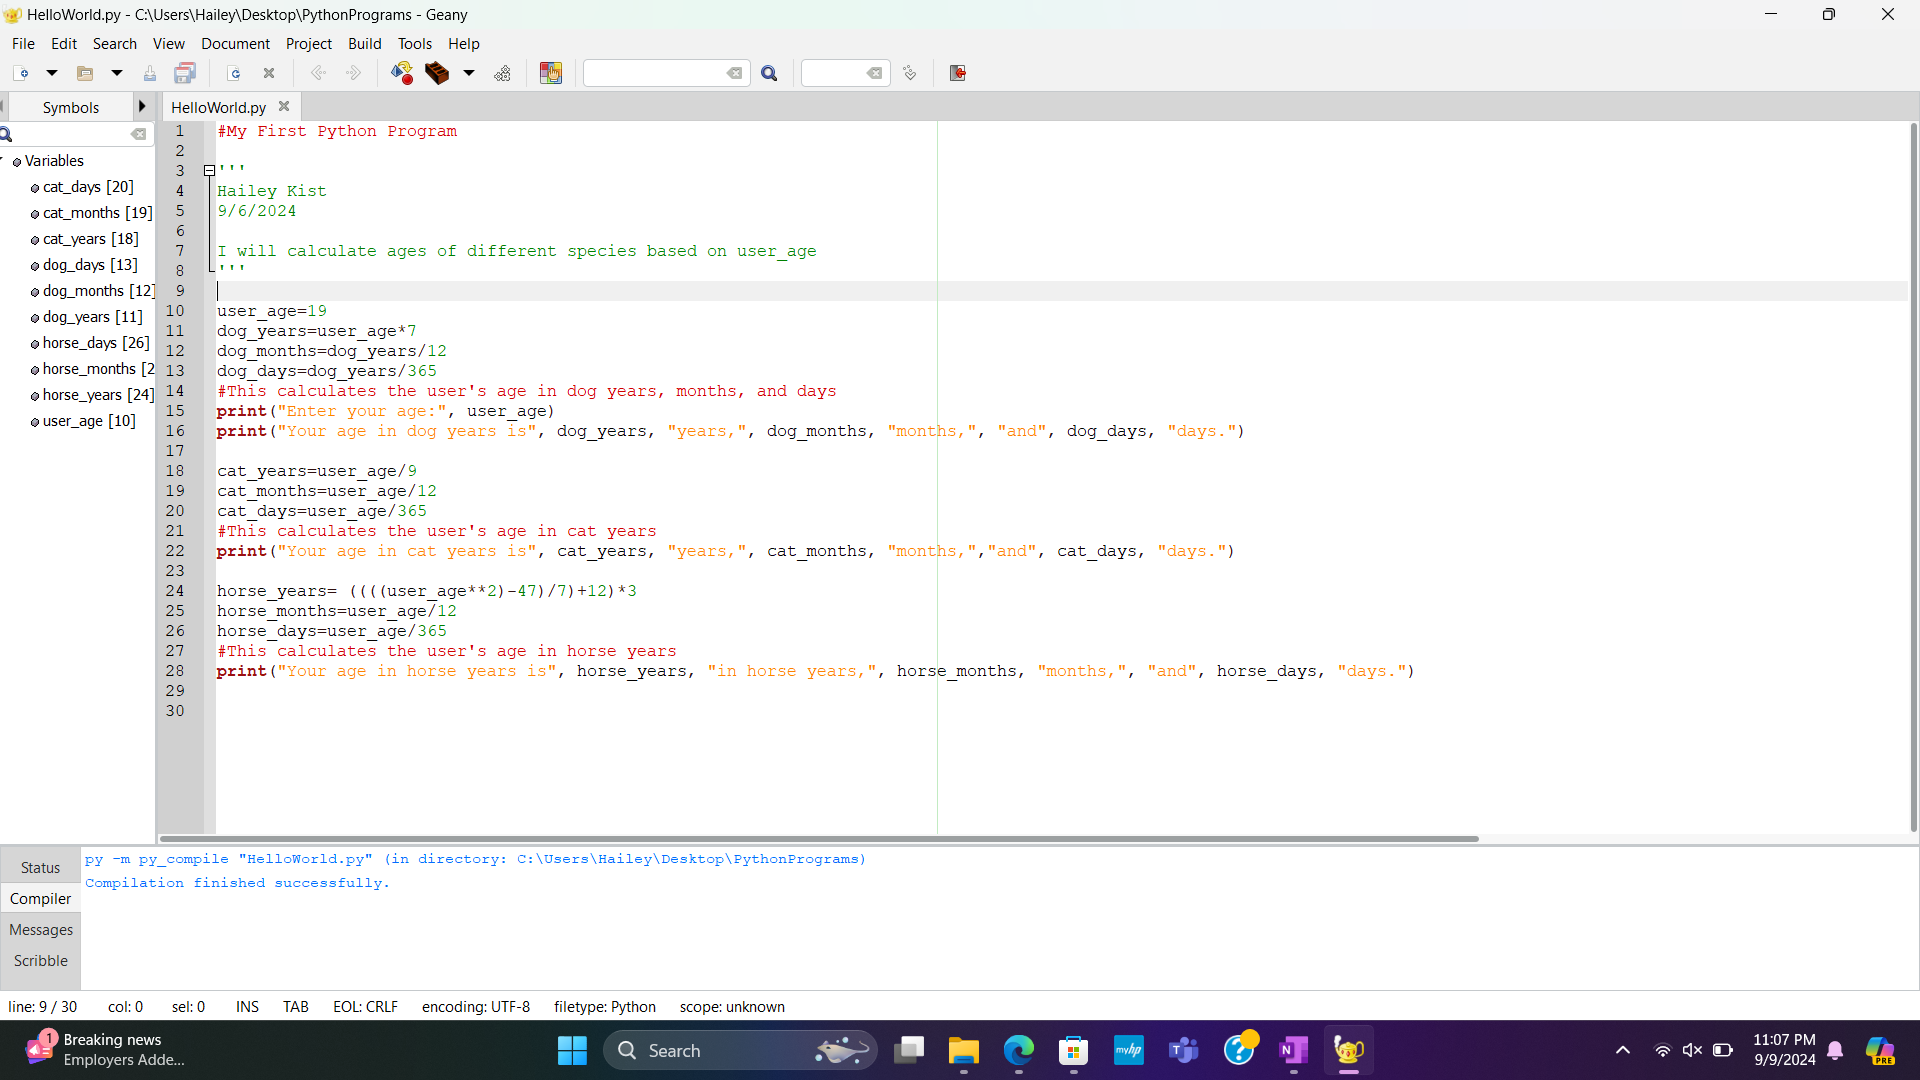 HelloWorld.py - C:\Users\Hailey\Desktop\PythonPrograms - Geany
File Edit Search View Document Project Build Tools Help
Symbols
HelloWorld.py
Variables
cat_days [20]
cat_months [19]
cat_years [18]
dog_days [13]
dog_months [12]
dog_years [11]
horse_days [26]
horse_months [2
horse_years [24]
user_age [10]
1 #My First Python Program
2
3 '''
4 Hailey Kist
5 9/6/2024
6
7 I will calculate ages of different species based on user_age
8 '''
9
10 user_age=19
11 dog_years=user_age*7
12 dog_months=dog_years/12
13 dog_days=dog_years/365
14 #This calculates the user's age in dog years, months, and days
15 print("Enter your age:", user_age)
16 print("Your age in dog years is", dog_years, "years,", dog_months, "months,", "and", dog_days, "days.")
17
18 cat_years=user_age/9
19 cat_months=user_age/12
20 cat_days=user_age/365
21 #This calculates the user's age in cat years
22 print("Your age in cat years is", cat_years, "years,", cat_months, "months,","and", cat_days, "days.")
23
24 horse_years= ((((user_age**2)-47)/7)+12)*3
25 horse_months=user_age/12
26 horse_days=user_age/365
27 #This calculates the user's age in horse years
28 print("Your age in horse years is", horse_years, "in horse years,", horse_months, "months,", "and", horse_days, "days.")
29
30
Status
Compiler
Messages
Scribble
py -m py_compile "HelloWorld.py" (in directory: C:\Users\Hailey\Desktop\PythonPrograms)
Compilation finished successfully.
line: 9 / 30 col: 0 sel: 0 INS TAB EOL: CRLF encoding: UTF-8 filetype: Python scope: unknown
1
Breaking news
Employers Adde...
Search
myhp
T
N
PRE
11:07 PM
9/9/2024